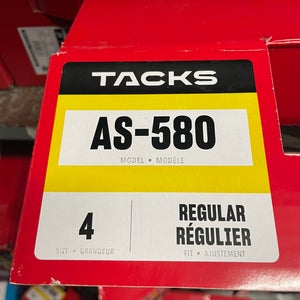 TACKS
AS-580
MODEL • MODÈLE
4
SIZE • GRANDEUR
REGULAR
RÉGULIER
FIT • AJUSTEMENT